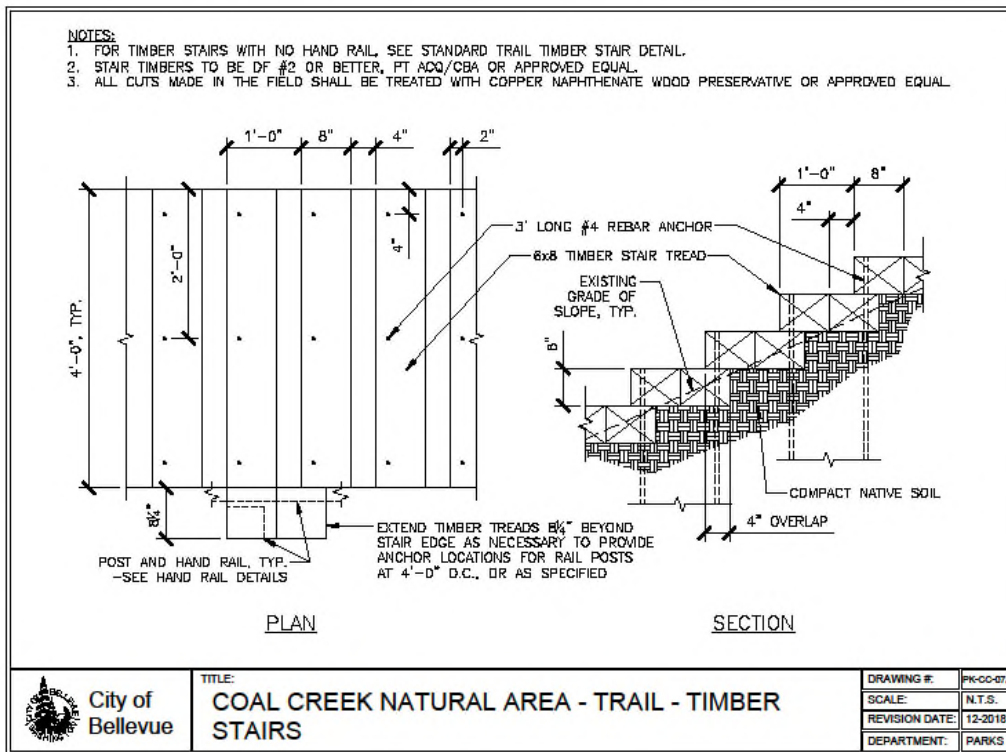 NOTES:
1. FOR TIMBER STAIRS WITH NO HAND RAIL, SEE STANDARD TRAIL TIMBER STAIR DETAIL.
2. STAIR TIMBERS TO BE DF #2 OR BETTER, PT ACQ/CBA OR APPROVED EQUAL.
3. ALL CUTS MADE IN THE FIELD SHALL BE TREATED WITH COPPER NAPHTHENATE WOOD PRESERVATIVE OR APPROVED EQUAL
1'-0" 8" 4" 2"
4'-0", TYP.
2'-0"
4"
8¼"
3' LONG #4 REBAR ANCHOR
6x8 TIMBER STAIR TREAD
EXISTING
GRADE OF
SLOPE, TYP.
1'-0" 8"
4"
6"
COMPACT NATIVE SOIL
4" OVERLAP
EXTEND TIMBER TREADS 8¼" BEYOND
STAIR EDGE AS NECESSARY TO PROVIDE
ANCHOR LOCATIONS FOR RAIL POSTS
AT 4'-0" O.C., OR AS SPECIFIED
POST AND HAND RAIL, TYP.
-SEE HAND RAIL DETAILS
PLAN
SECTION
City of
Bellevue
TITLE:
COAL CREEK NATURAL AREA - TRAIL - TIMBER
STAIRS
DRAWING #:
SCALE: N.T.S.
REVISION DATE: 12-2018
DEPARTMENT: PARKS